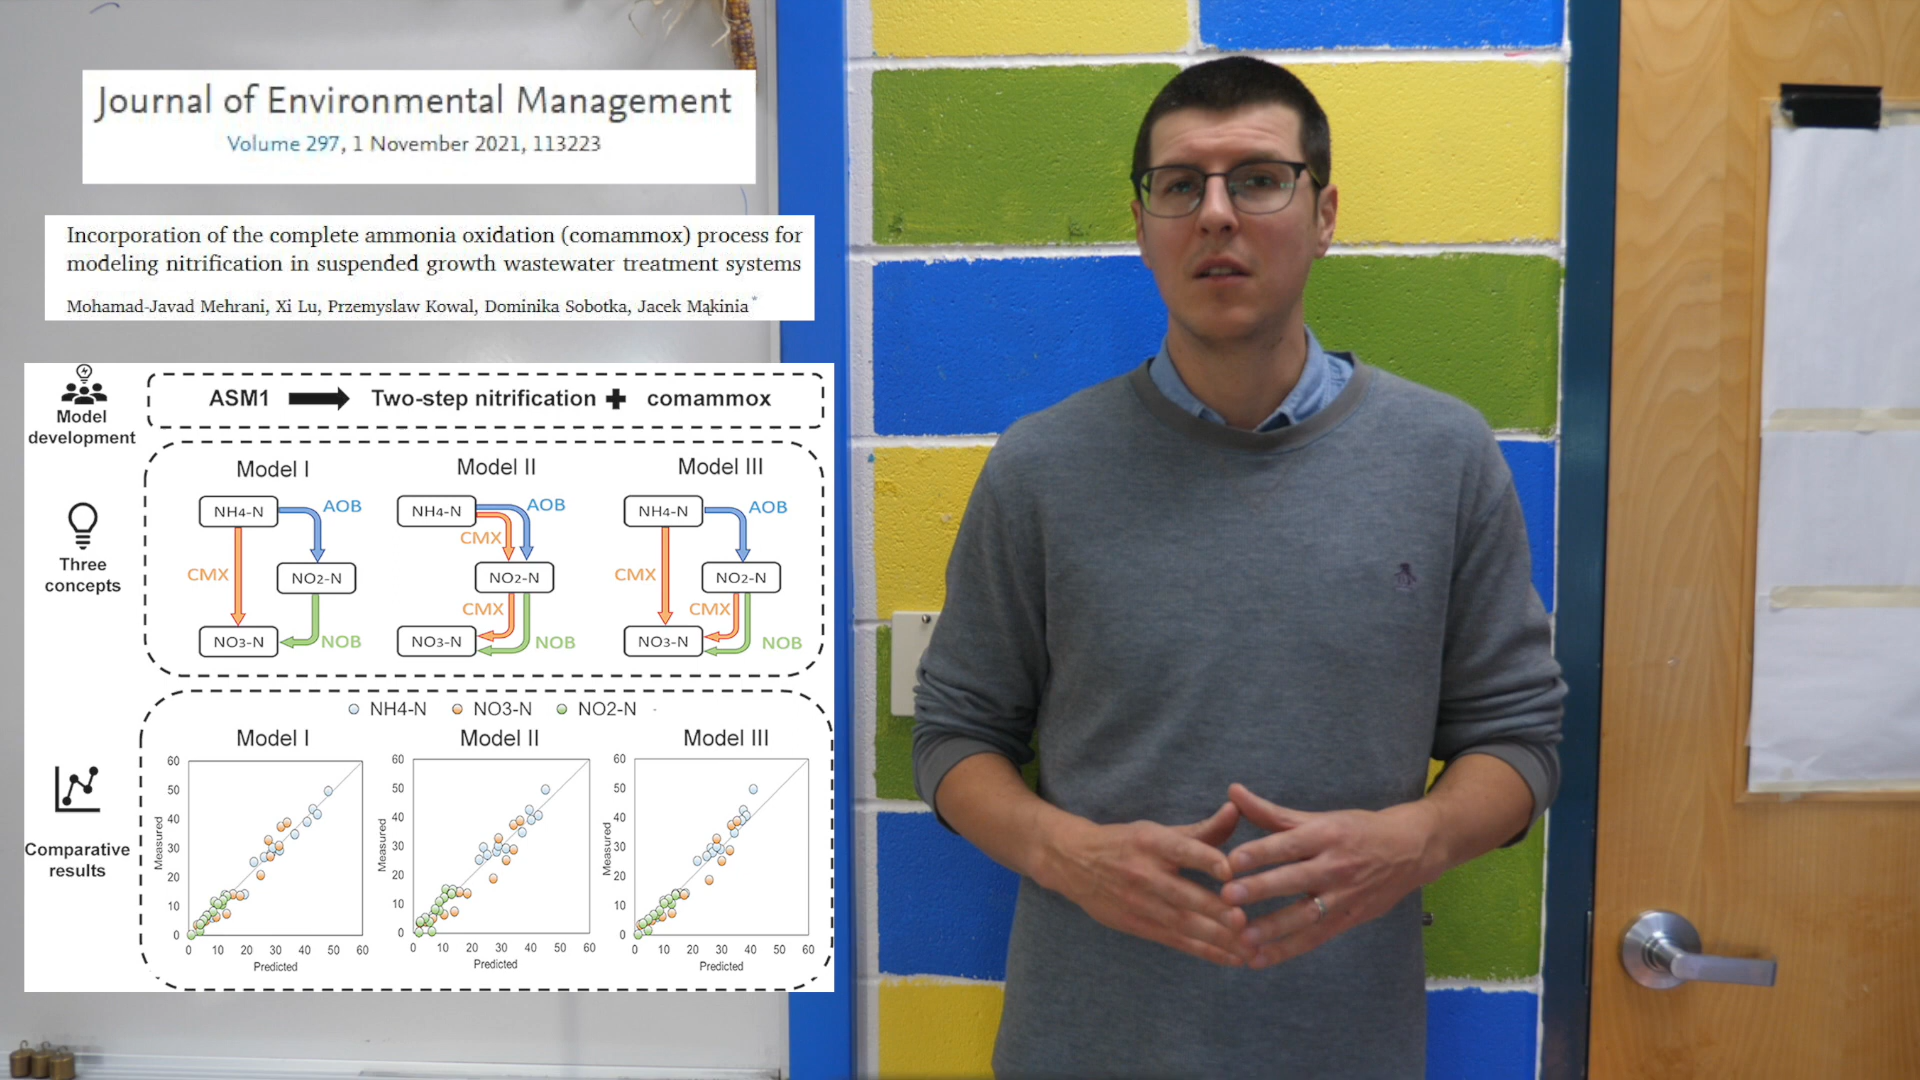 Journal of Environmental Management
Volume 297, 1 November 2021, 113223
Incorporation of the complete ammonia oxidation (comammox) process for
modeling nitrification in suspended growth wastewater treatment systems
Mohamad-Javad Mehrani, Xi Lu, Przemyslaw Kowal, Dominika Sobotka, Jacek Mąkinia *
Model
development
ASM1 Two-step nitrification + comammox
Three
concepts
Model I
NH4-N
AOB
CMX
NO2-N
NO3-N
NOB
Model II
NH4-N
AOB
CMX
NO2-N
CMX
NO3-N
NOB
Model III
NH4-N
AOB
CMX
NO2-N
CMX
NO3-N
NOB
Comparative
results
NH4-N NO3-N NO2-N
Model I
Measured
60
50
40
30
20
10
0
0 10 20 30 40 50 60
Predicted
Model II
Measured
60
50
40
30
20
10
0
0 10 20 30 40 50 60
Predicted
Model III
Measured
60
50
40
30
20
10
0
0 10 20 30 40 50 60
Predicted